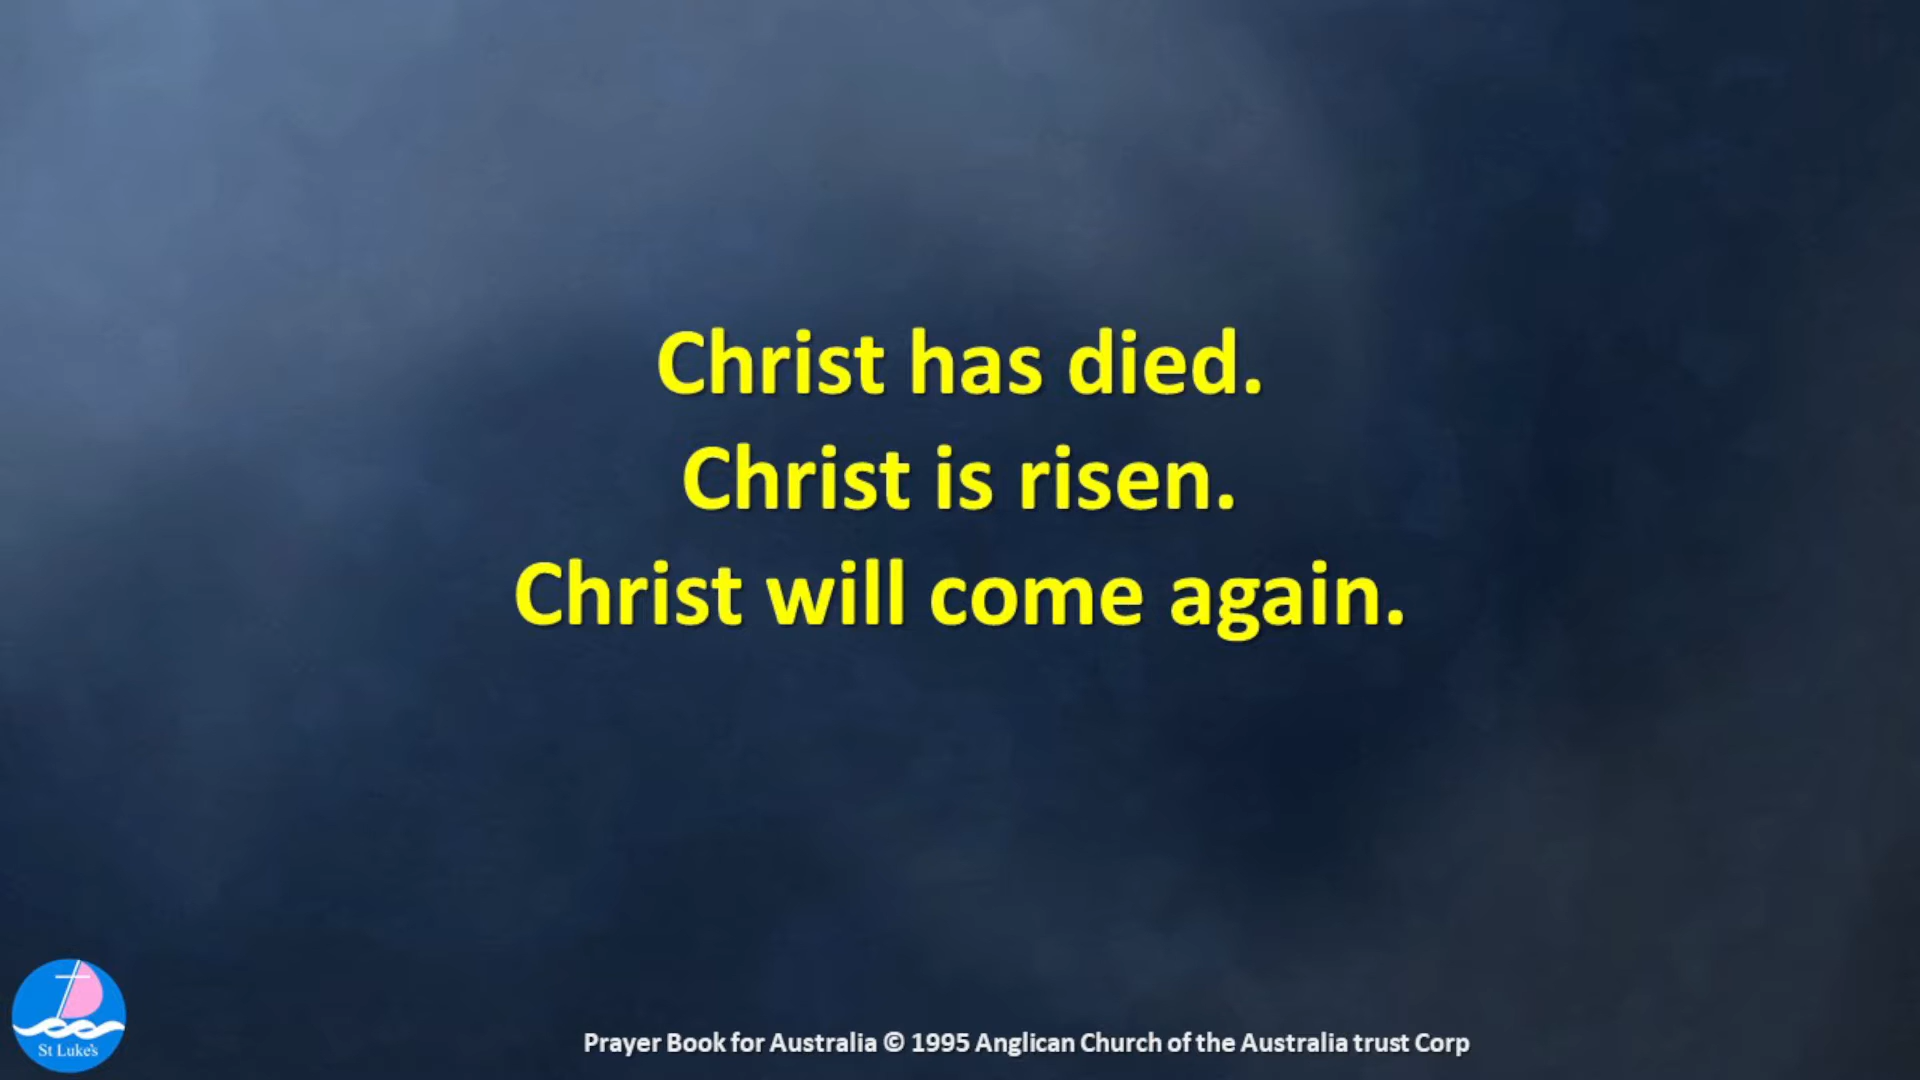 Christ has died.
Christ is risen.
Christ will come again.
St Luke's
Prayer Book for Australia © 1995 Anglican Church of the Australia trust Corp